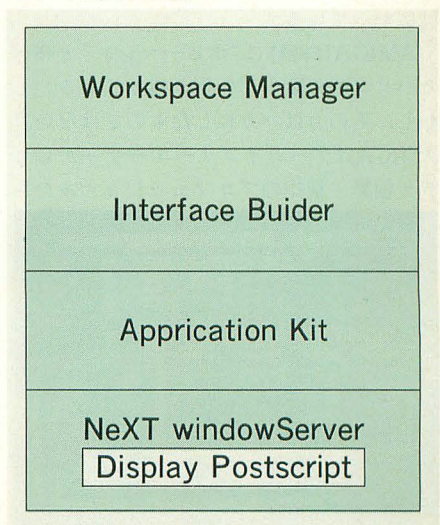 Workspace Manager
Interface Buider
Apprication Kit
NeXT windowServer
Display Postscript